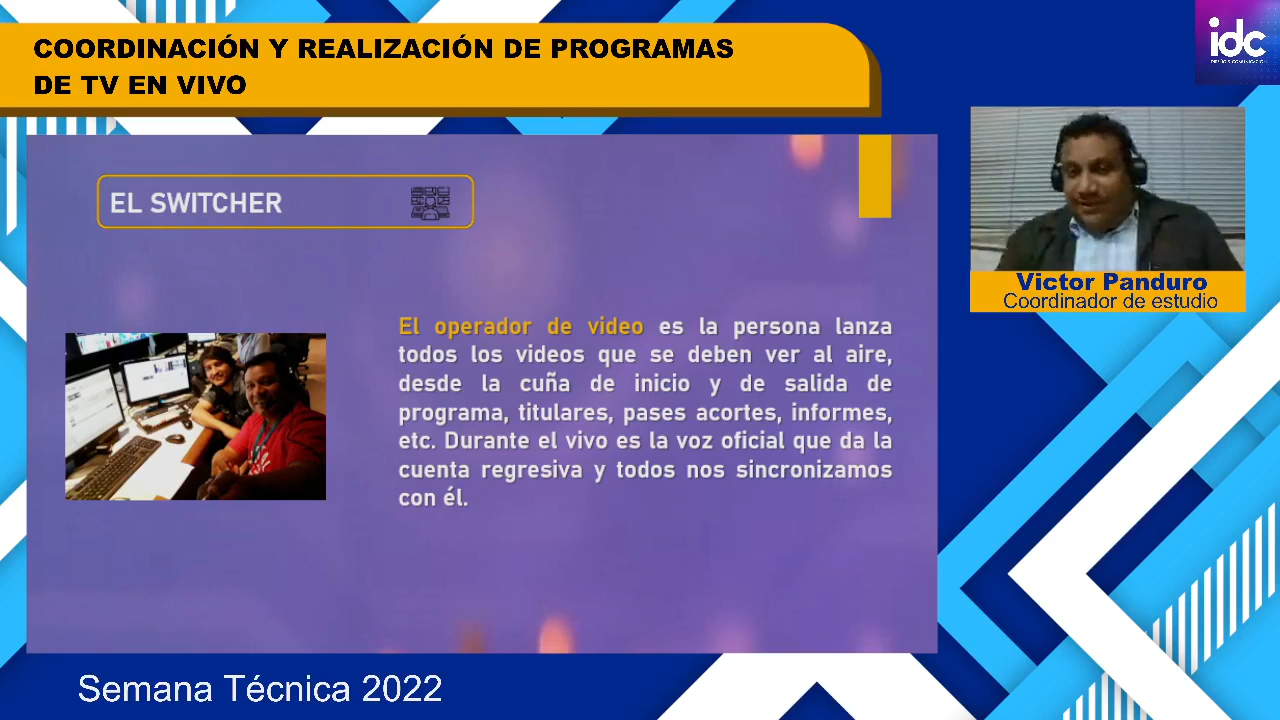 COORDINACIÓN Y REALIZACIÓN DE PROGRAMAS
DE TV EN VIVO
idc
EL SWITCHER
El operador de video es la persona lanza
todos los videos que se deben ver al aire,
desde la cuña de inicio y de salida de
programa, titulares, pases acortes, informes,
etc. Durante el vivo es la voz oficial que da la
cuenta regresiva y todos nos sincronizamos
con él.
Victor Panduro
Coordinador de estudio
Semana Técnica 2022